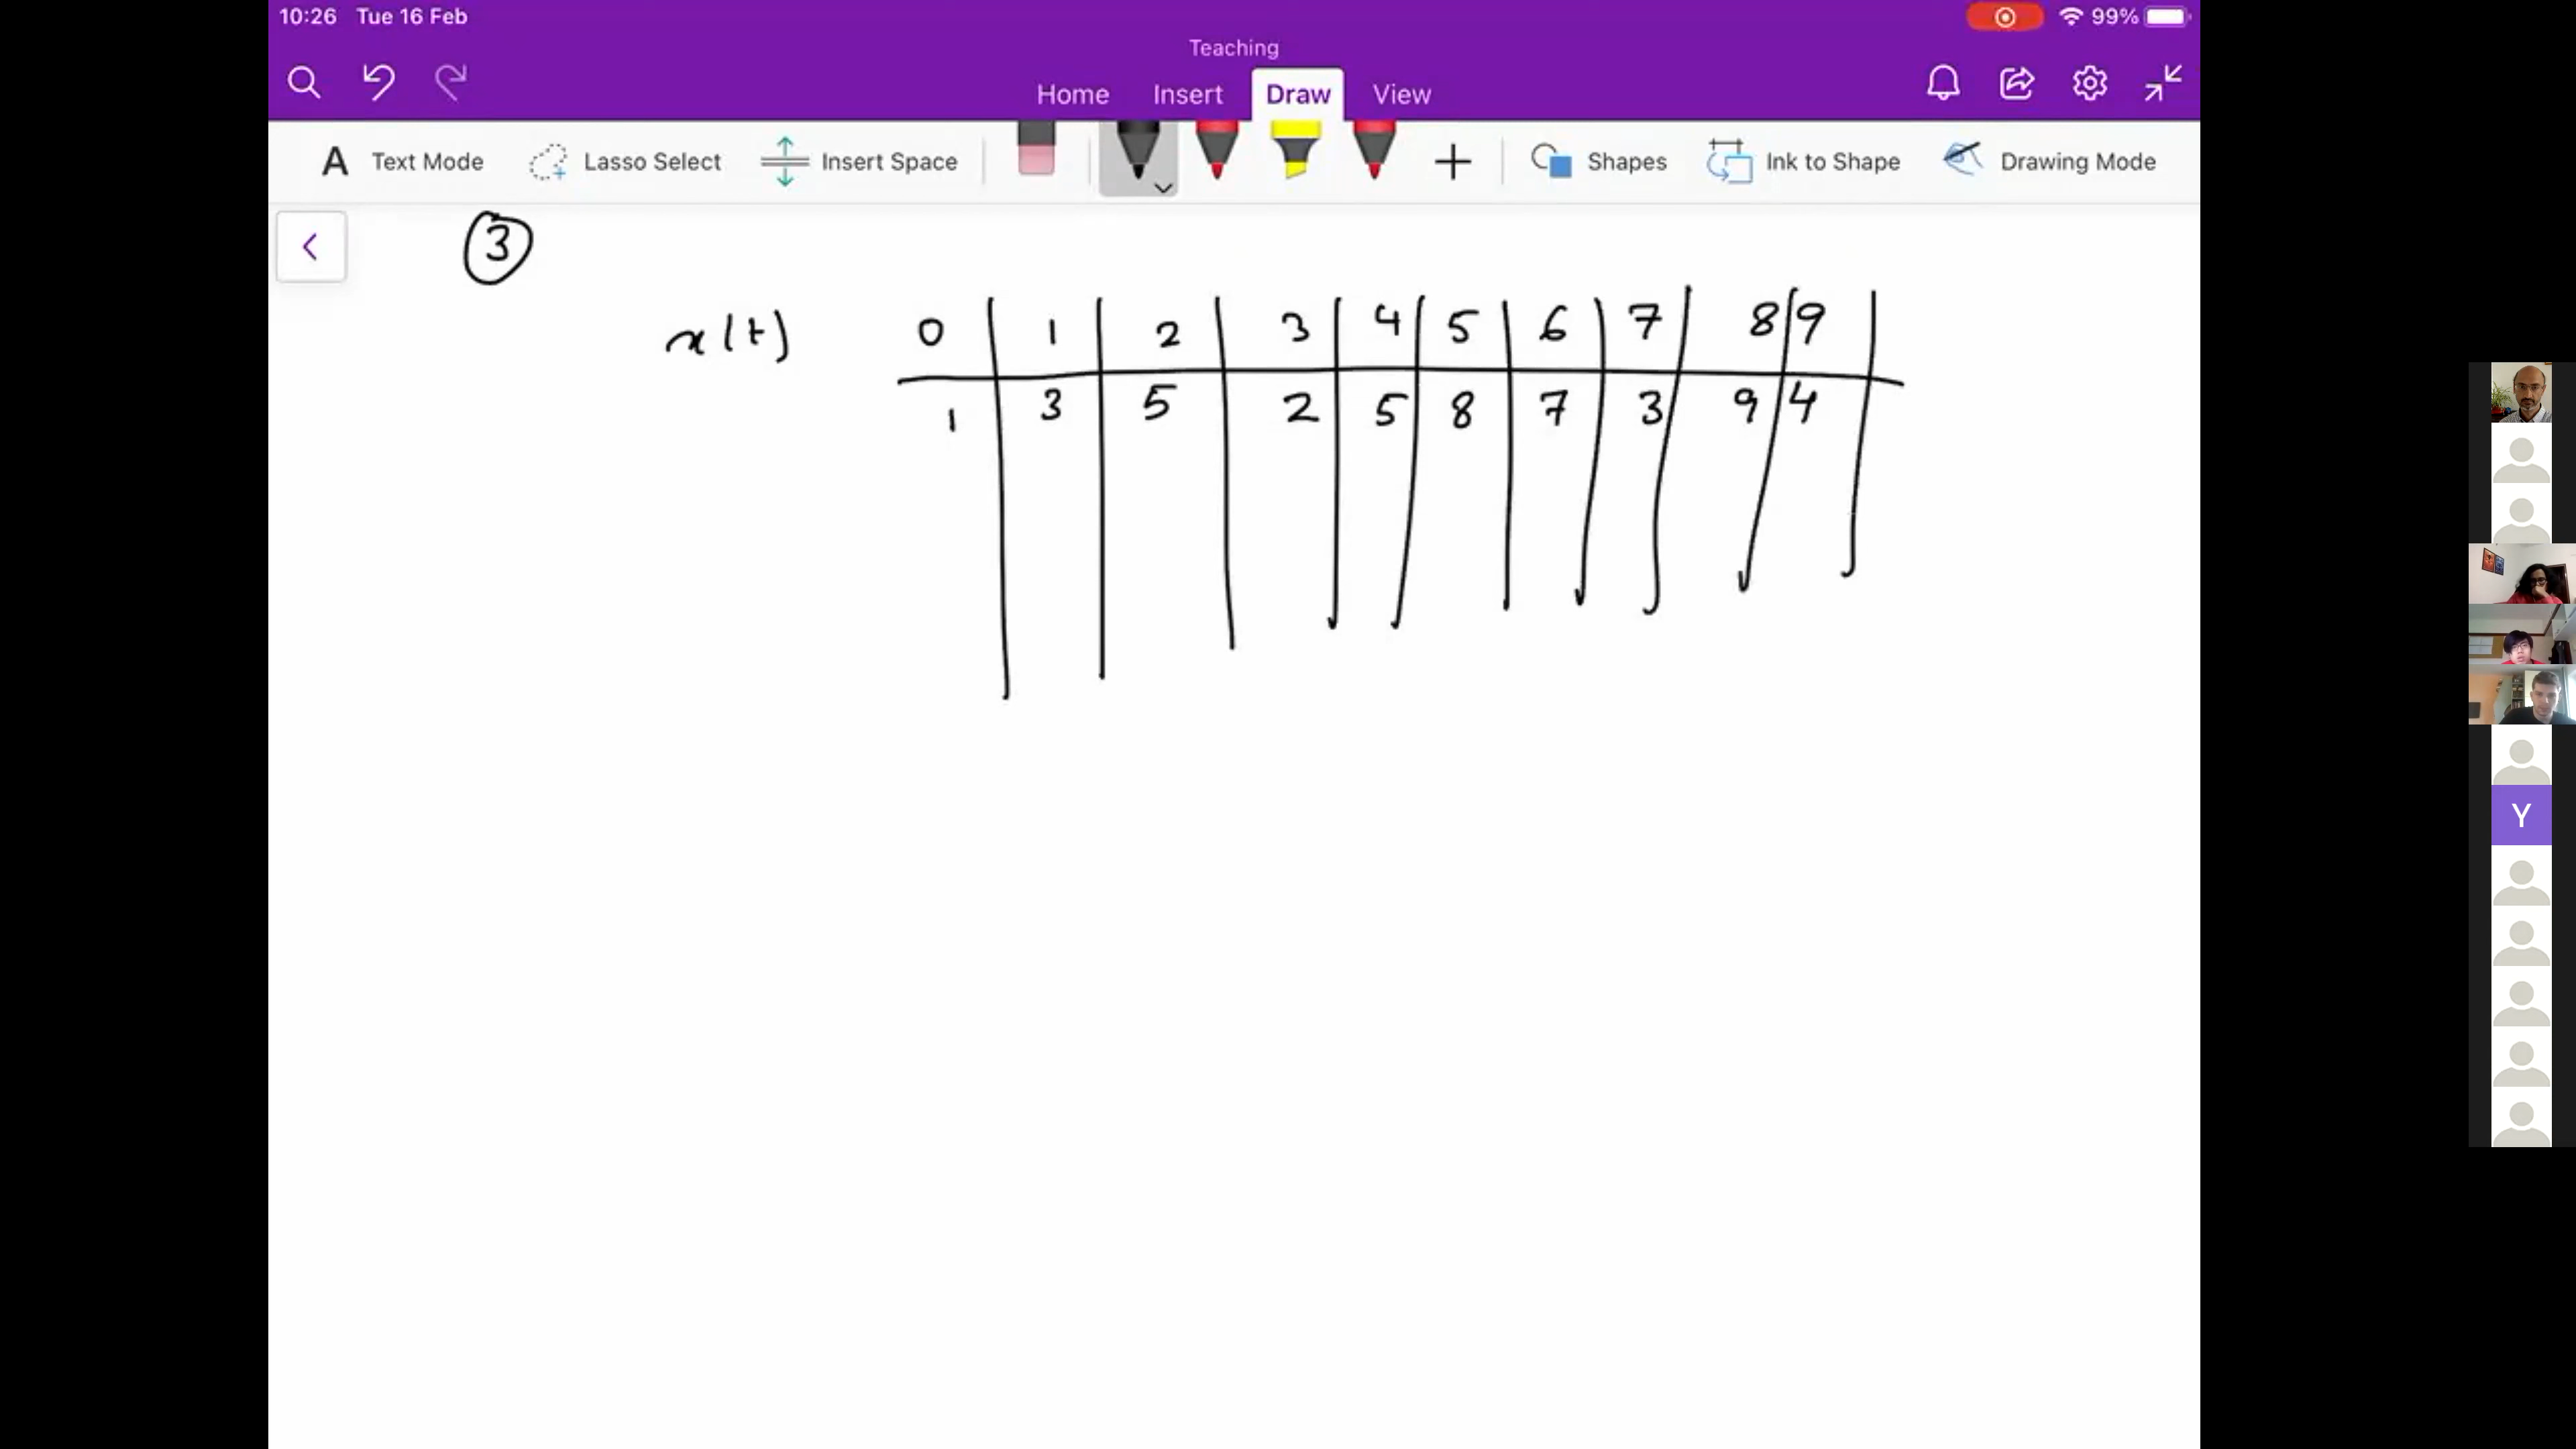 10:26 Tue 16 Feb 99%
Teaching
Home Insert Draw View
A Text Mode Lasso Select Insert Space Shapes Ink to Shape Drawing Mode
3
x(t) 0 1 2 3 4 5 6 7 8 9
1 3 5 2 5 8 7 3 9 4
Y